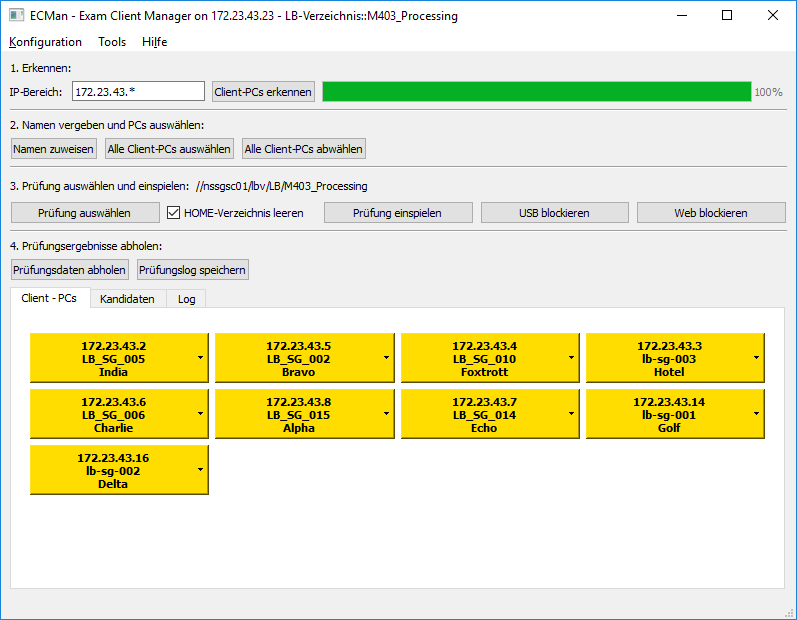 ECMan - Exam Client Manager on 172.23.43.23 - LB-Verzeichnis::M403_Processing
Konfiguration Tools Hilfe
1. Erkennen:
IP-Bereich: 172.23.43.* Client-PCs erkennen 100%
2. Namen vergeben und PCs auswählen:
Namen zuweisen Alle Client-PCs auswählen Alle Client-PCs abwählen
3. Prüfung auswählen und einspielen: //nssgsc01/lbv/LB/M403_Processing
Prüfung auswählen HOME-Verzeichnis leeren Prüfung einspielen USB blockieren Web blockieren
4. Prüfungsergebnisse abholen:
Prüfungsdaten abholen Prüfungslog speichern
Client - PCs Kandidaten Log
172.23.43.2 172.23.43.5 172.23.43.4 172.23.43.3
LB_SG_005 LB_SG_002 LB_SG_010 lb-sg-003
India Bravo Foxtrott Hotel
172.23.43.6 172.23.43.8 172.23.43.7 172.23.43.14
LB_SG_006 LB_SG_015 LB_SG_014 lb-sg-001
Charlie Alpha Echo Golf
172.23.43.16
lb-sg-002
Delta